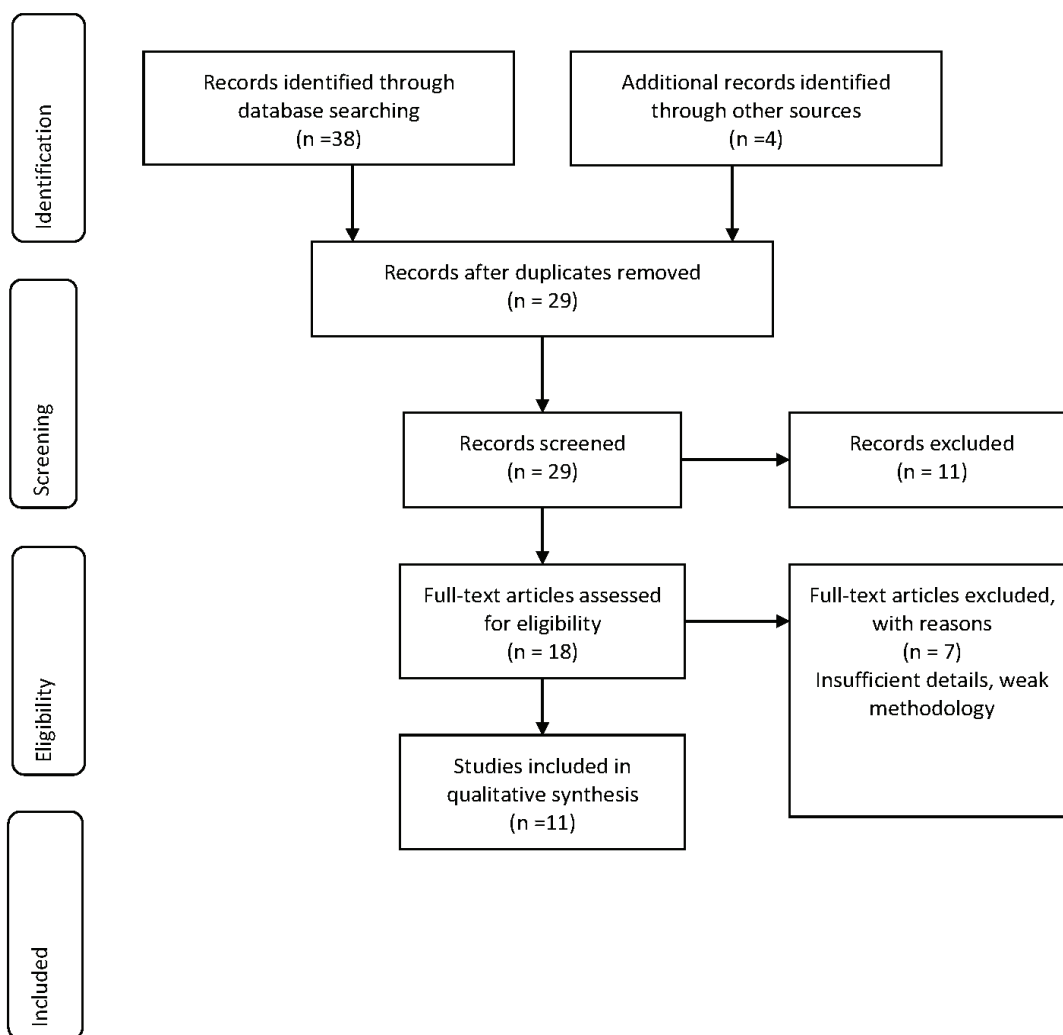 Identification
Records identified through
database searching
(n =38)
Additional records identified
through other sources
(n =4)
Records after duplicates removed
(n = 29)
Screening
Records screened
(n = 29)
Records excluded
(n = 11)
Eligibility
Full-text articles assessed
for eligibility
(n = 18)
Full-text articles excluded,
with reasons
(n = 7)
Insufficient details, weak
methodology
Studies included in
qualitative synthesis
(n =11)
Included